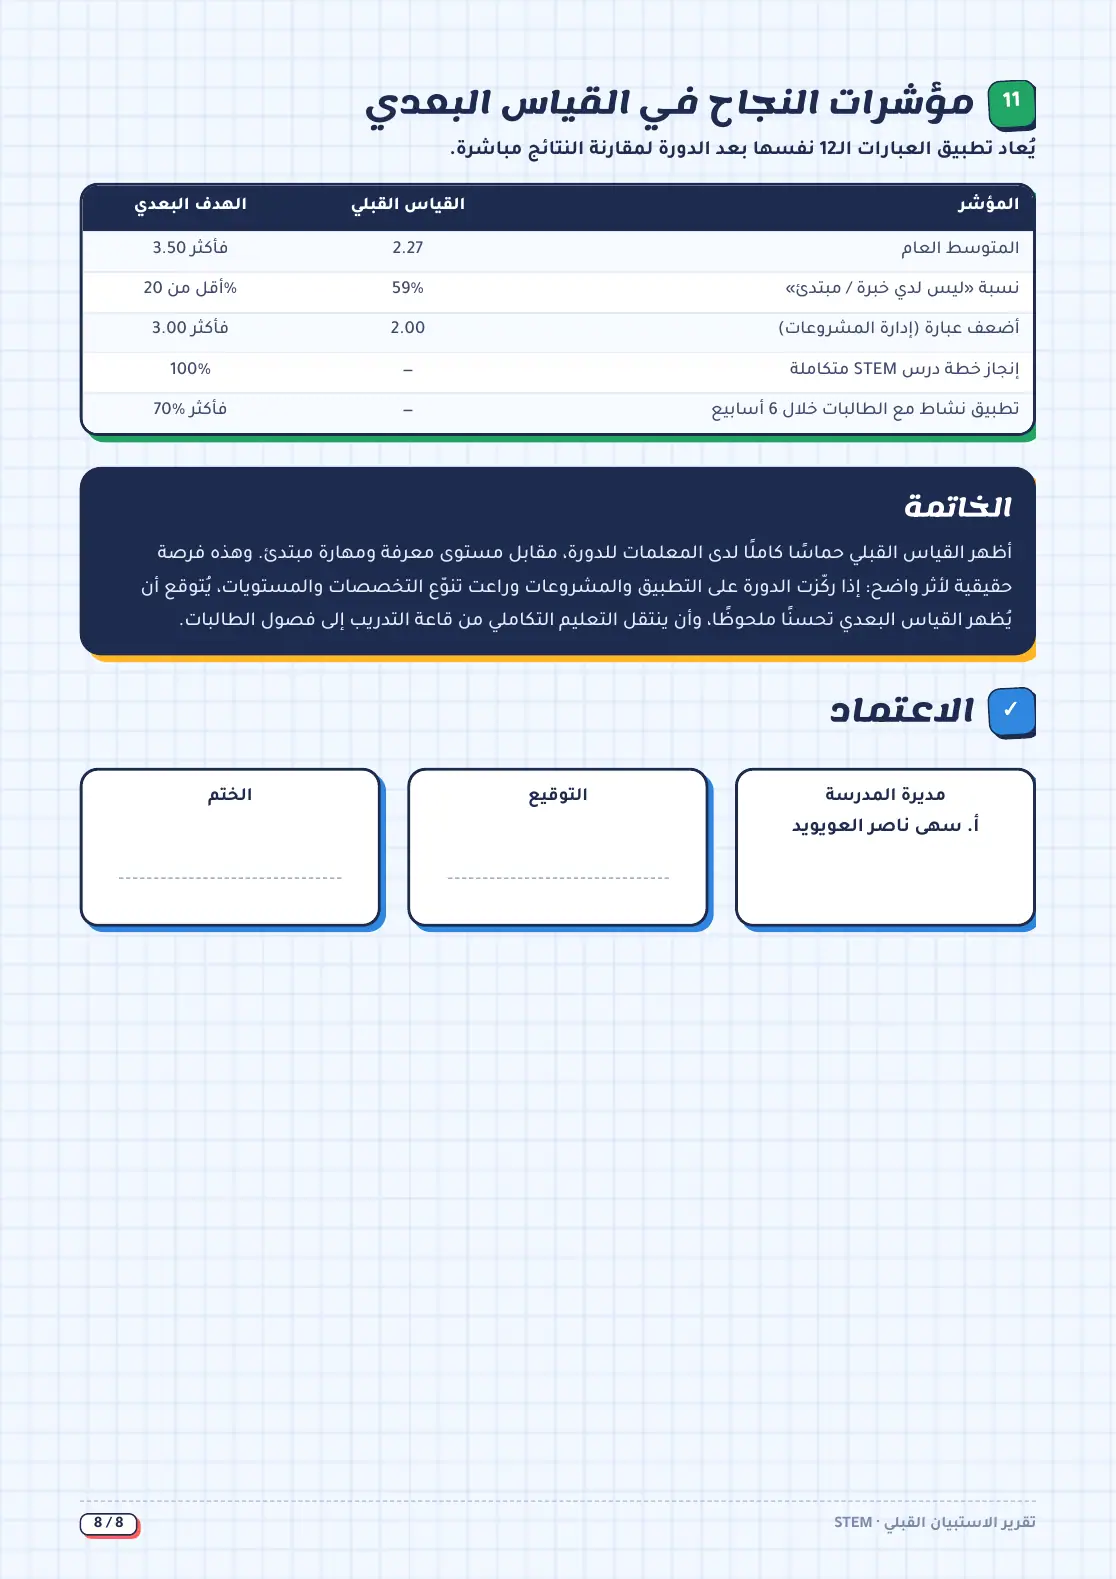 11 مؤشرات النجاح في القياس البعدي
يُعاد تطبيق العبارات الـ12 نفسها بعد الدورة لمقارنة النتائج مباشرة.
المؤشر القياس القبلي الهدف البعدي
المتوسط العام 2.27 3.50 فأكثر
نسبة «ليس لدي خبرة / مبتدئ» 59% أقل من 20%
أضعف عبارة (إدارة المشروعات) 2.00 3.00 فأكثر
إنجاز خطة درس STEM متكاملة – 100%
تطبيق نشاط مع الطالبات خلال 6 أسابيع – 70% فأكثر
الخاتمة
أظهر القياس القبلي حماسًا كاملًا لدى المعلمات للدورة، مقابل مستوى معرفة ومهارة مبتدئ. وهذه فرصة
حقيقية لأثر واضح: إذا ركّزت الدورة على التطبيق والمشروعات وراعت تنوّع التخصصات والمستويات، يُتوقع أن
يُظهر القياس البعدي تحسنًا ملحوظًا، وأن ينتقل التعليم التكاملي من قاعة التدريب إلى فصول الطالبات.
✓ الاعتماد
مديرة المدرسة
أ. سهى ناصر العويويد
التوقيع
الختم
تقرير الاستبيان القبلي · STEM
8 / 8